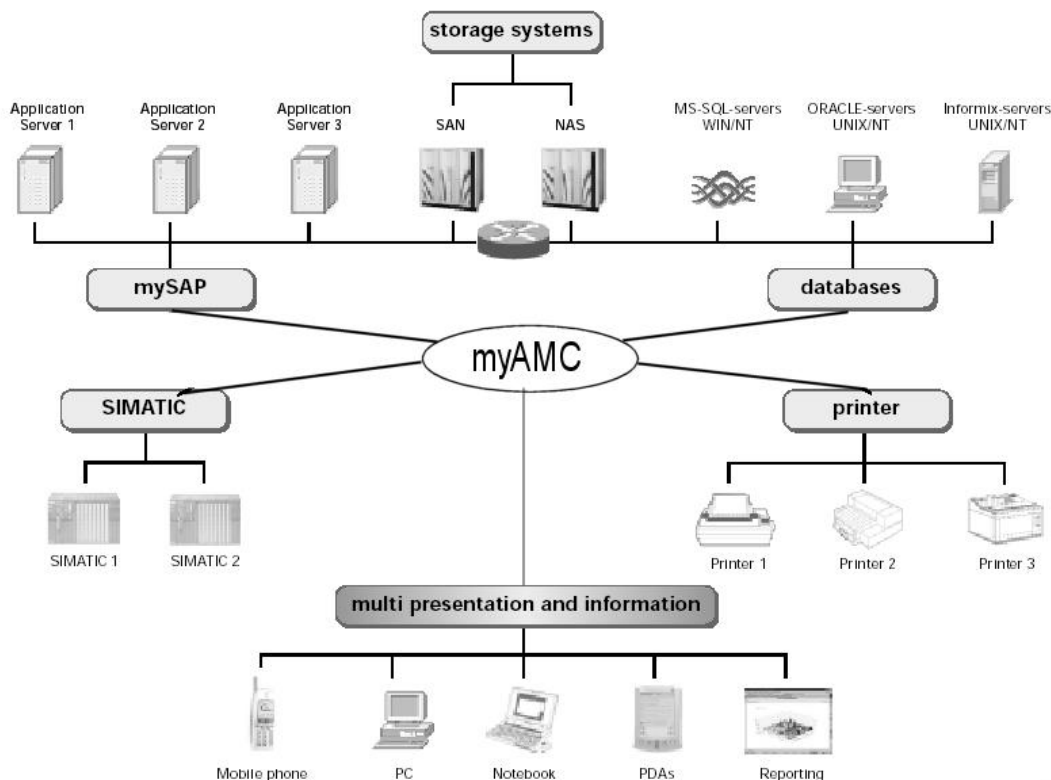 storage systems
Application
Server 1
Application
Server 2
Application
Server 3
SAN
NAS
MS-SQL-servers
WIN/NT
ORACLE-servers
UNIX/NT
Informix-servers
UNIX/NT
mySAP
databases
myAMC
SIMATIC
printer
SIMATIC 1
SIMATIC 2
Printer 1
Printer 2
Printer 3
multi presentation and information
Mobile phone
PC
Notebook
PDAs
Reporting